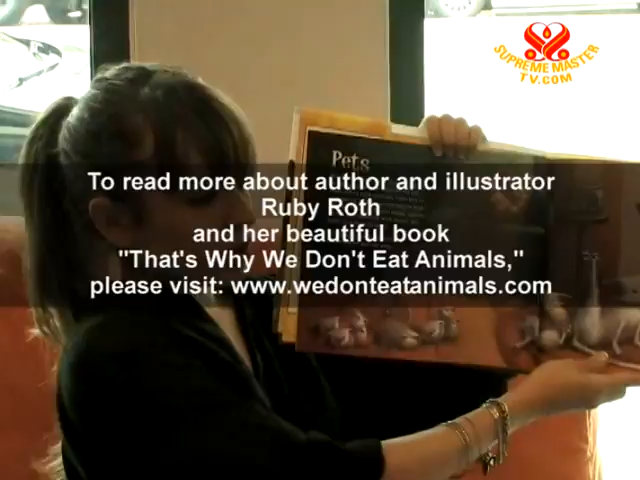 SUPREME MASTER
TV.COM
Pets
To read more about author and illustrator
Ruby Roth
and her beautiful book
"That's Why We Don't Eat Animals,"
please visit: www.wedonteatanimals.com